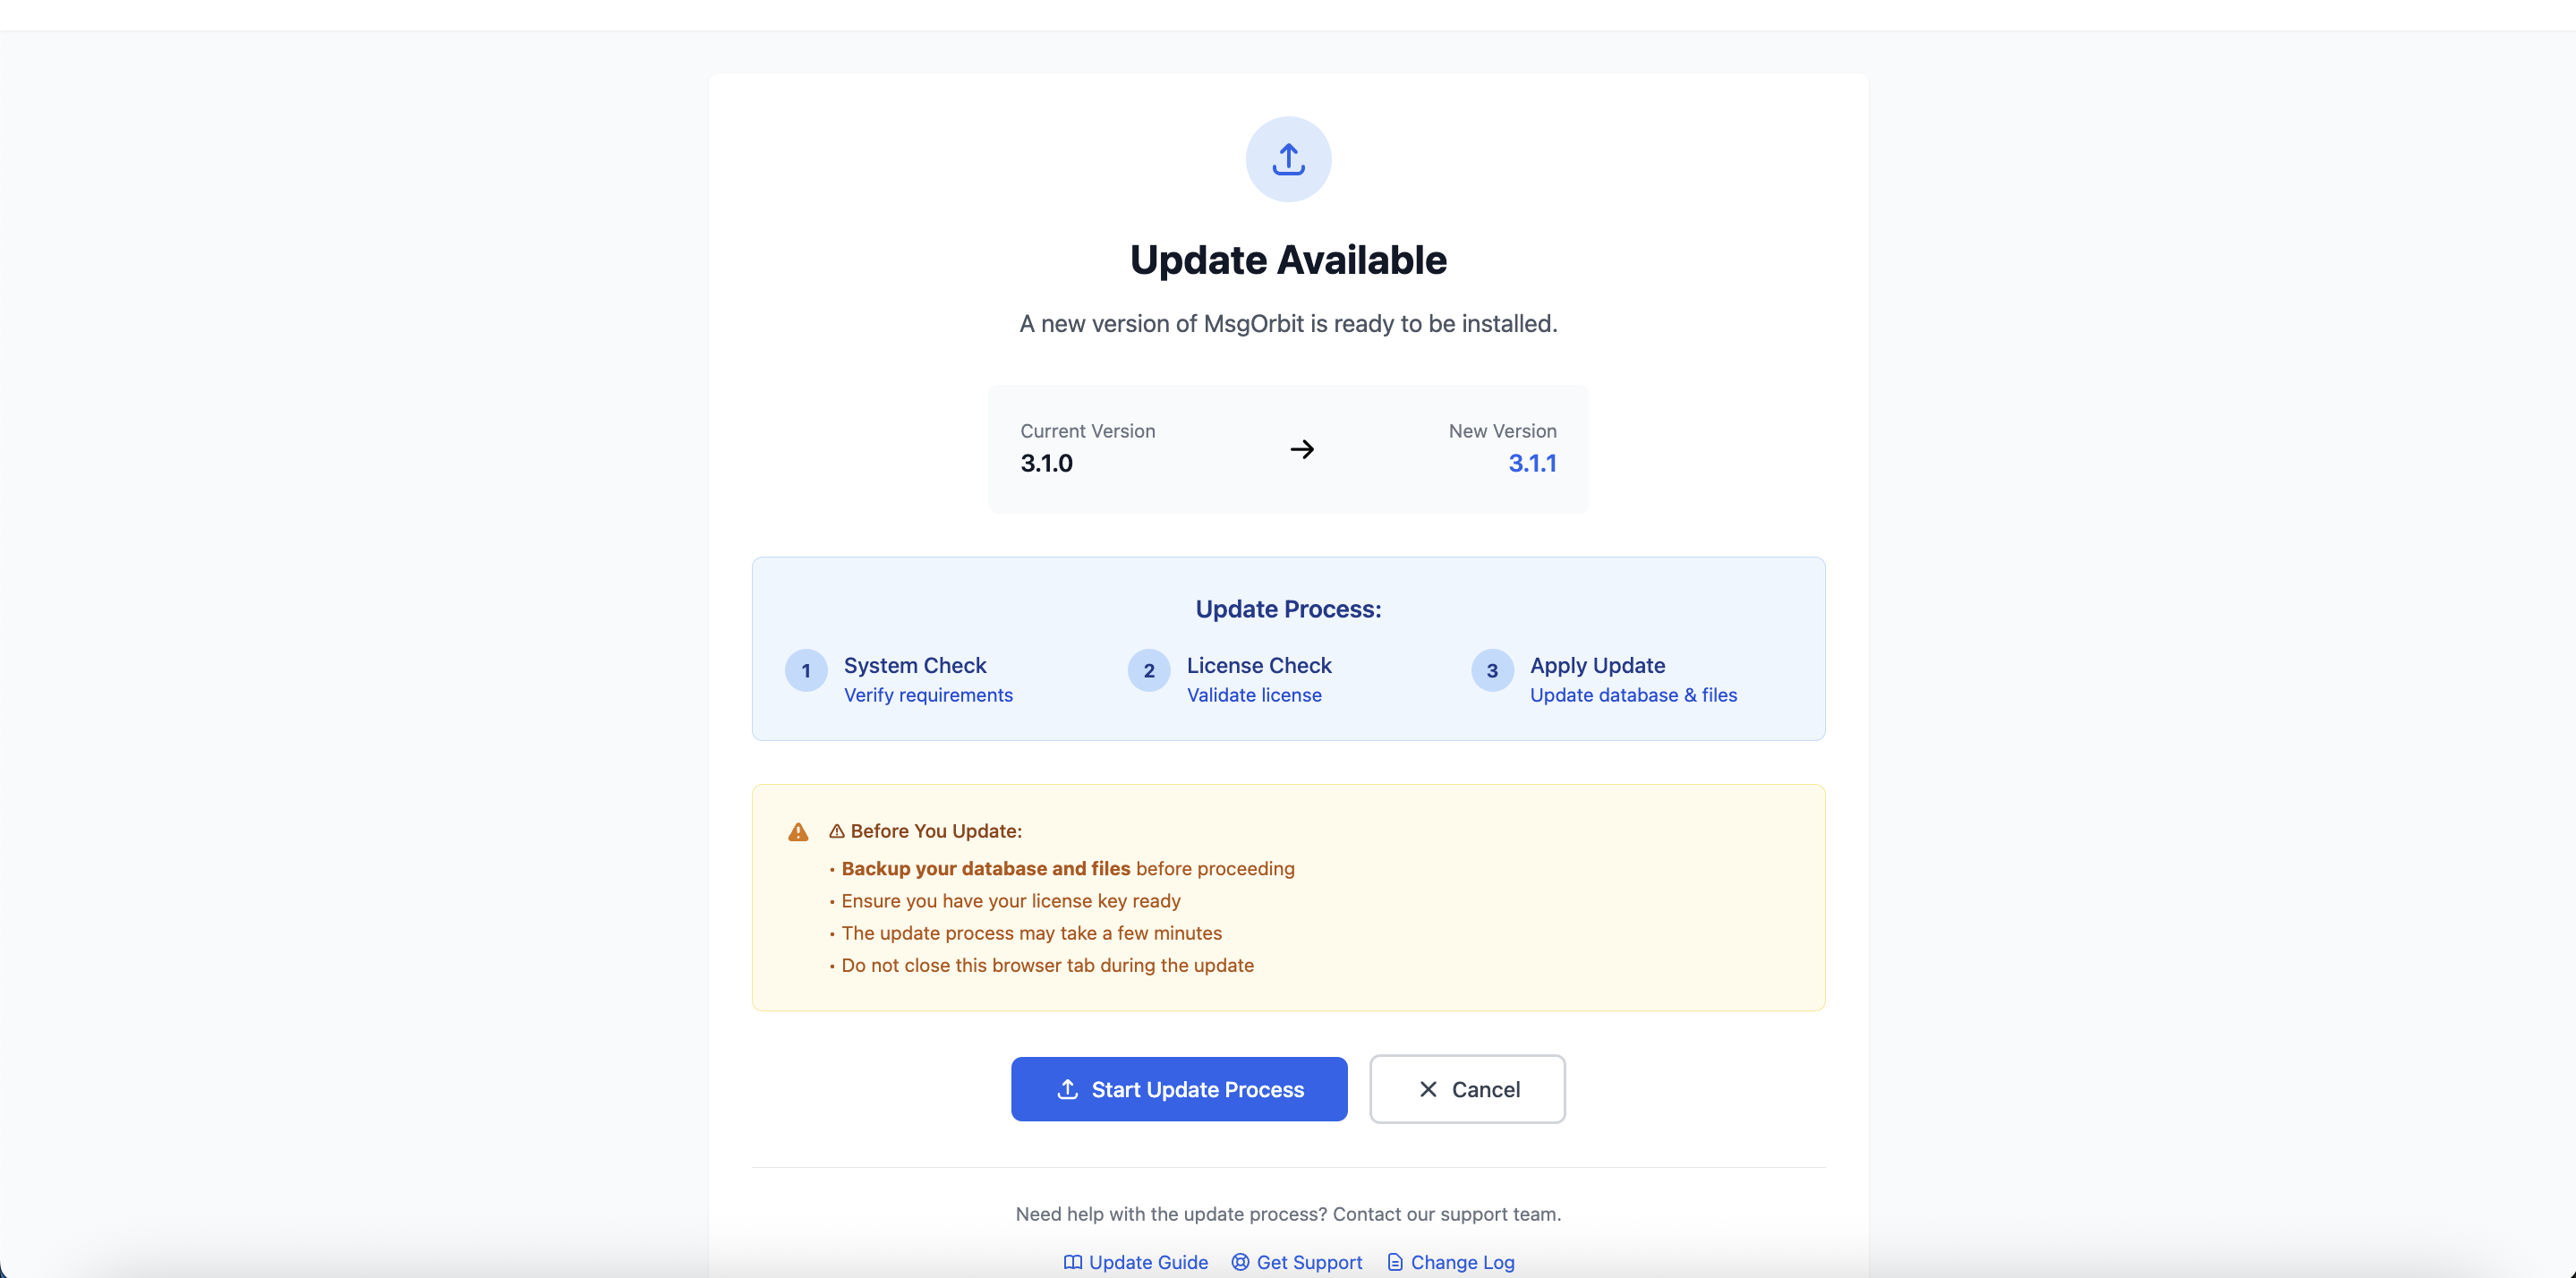 Update Available
A new version of MsgOrbit is ready to be installed.
Current Version
3.1.0
New Version
3.1.1
Update Process:
1
System Check
Verify requirements
2
License Check
Validate license
3
Apply Update
Update database & files
⚠ Before You Update:
• Backup your database and files before proceeding
• Ensure you have your license key ready
• The update process may take a few minutes
• Do not close this browser tab during the update
Start Update Process
Cancel
Need help with the update process? Contact our support team.
Update Guide
Get Support
Change Log